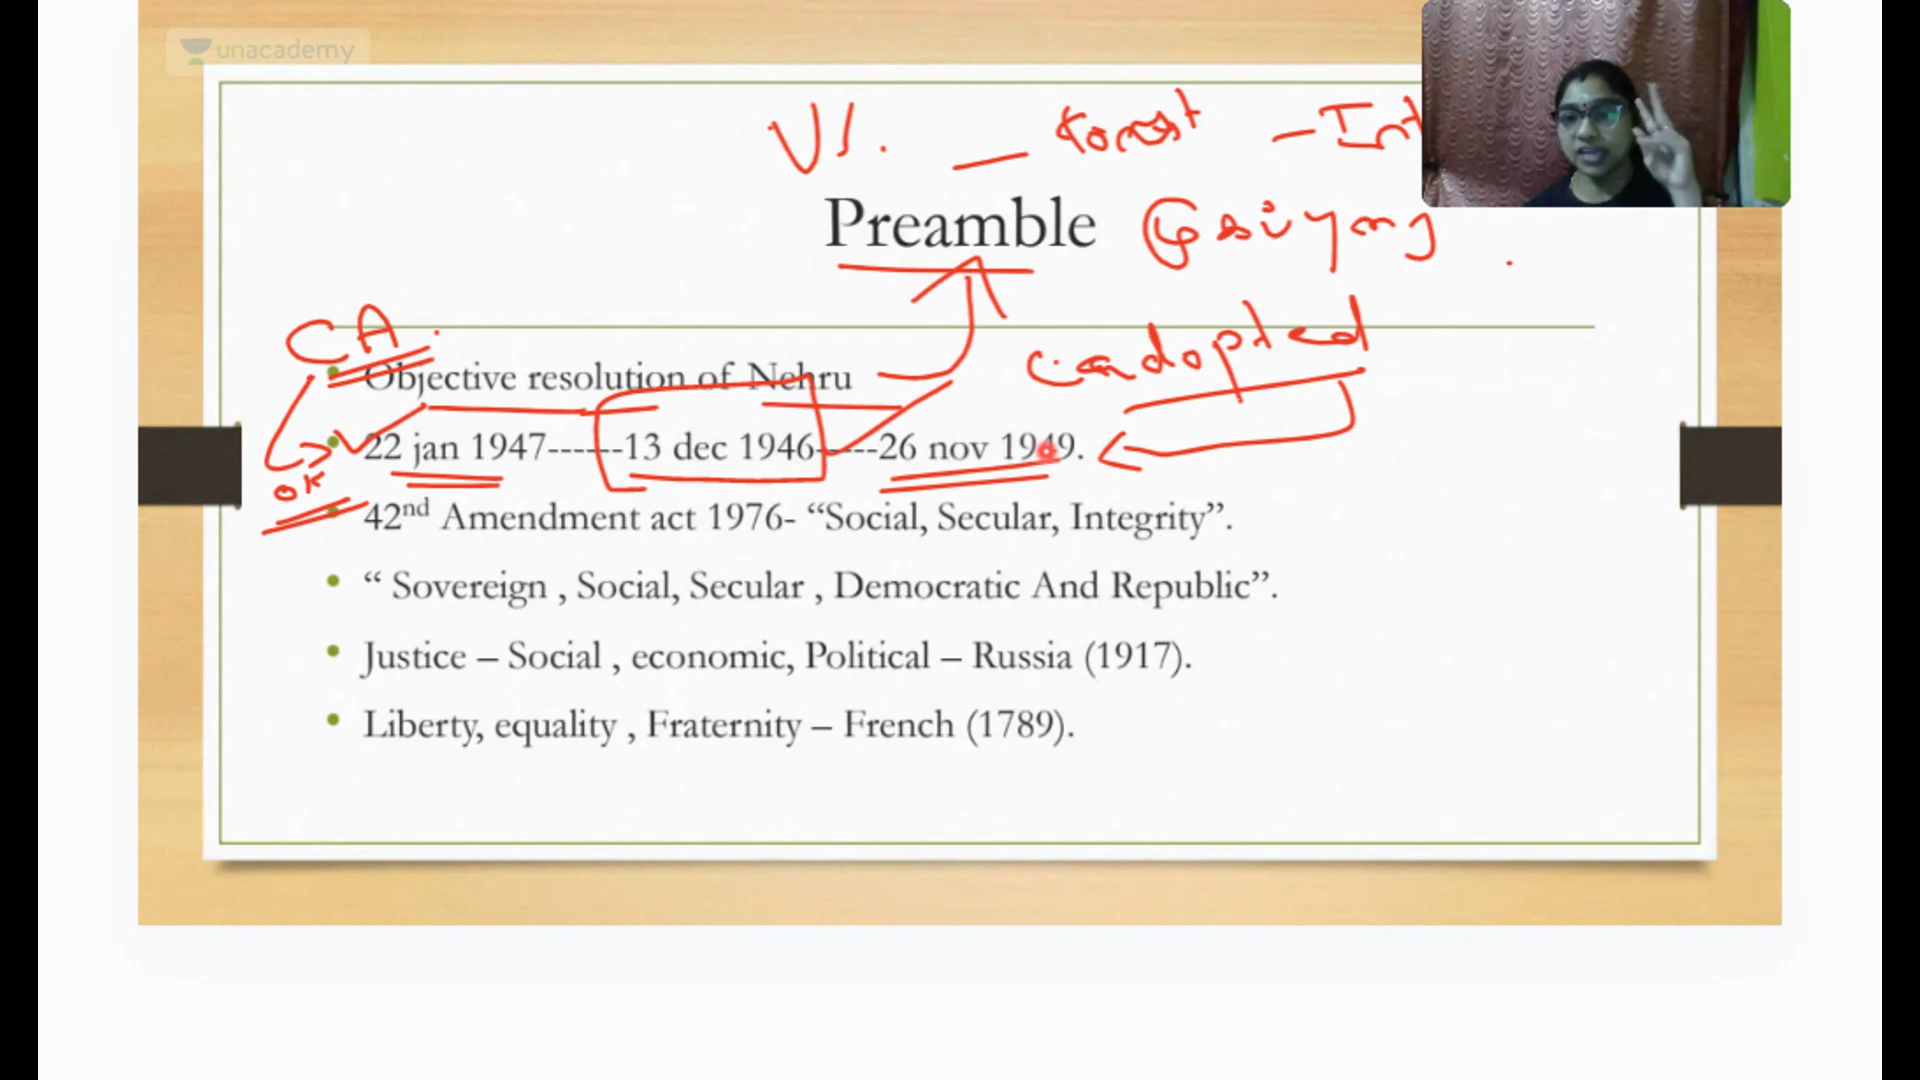 unacademy
VI.
Preamble
CA.
Objective resolution of Nehru
adopted
22 jan 1947------13 dec 1946-----26 nov 1949.
OK
42nd Amendment act 1976- “Social, Secular, Integrity”.
“ Sovereign , Social, Secular , Democratic And Republic”.
Justice – Social , economic, Political – Russia (1917).
Liberty, equality , Fraternity – French (1789).